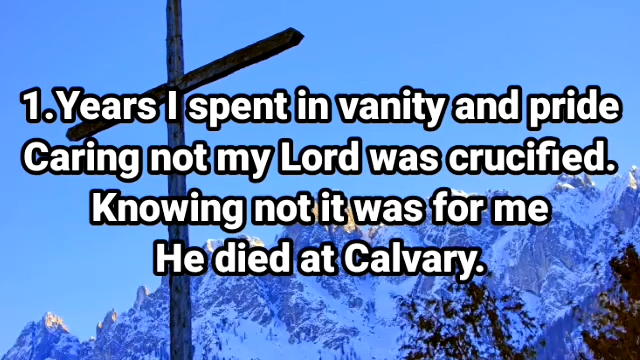 1.Years I spent in vanity and pride
Caring not my Lord was crucified.
Knowing not it was for me
He died at Calvary.